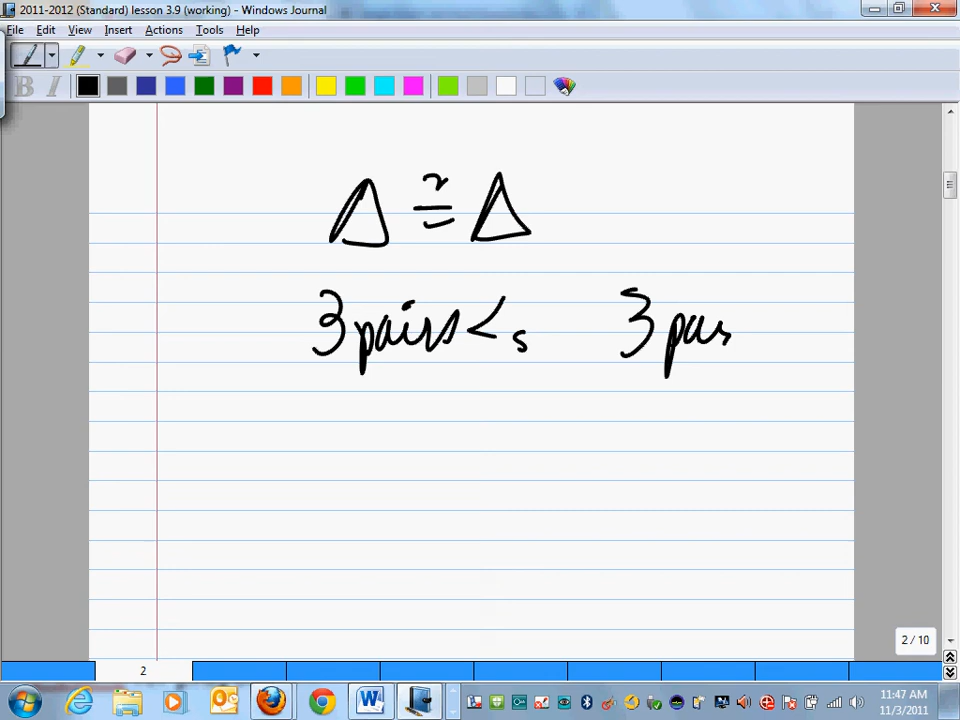 2011-2012 (Standard) lesson 3.9 (working) - Windows Journal
File Edit View Insert Actions Tools Help
B I
Δ ≅ Δ
3 pairs <s 3 pas
2 / 10
2
11:47 AM
11/3/2011